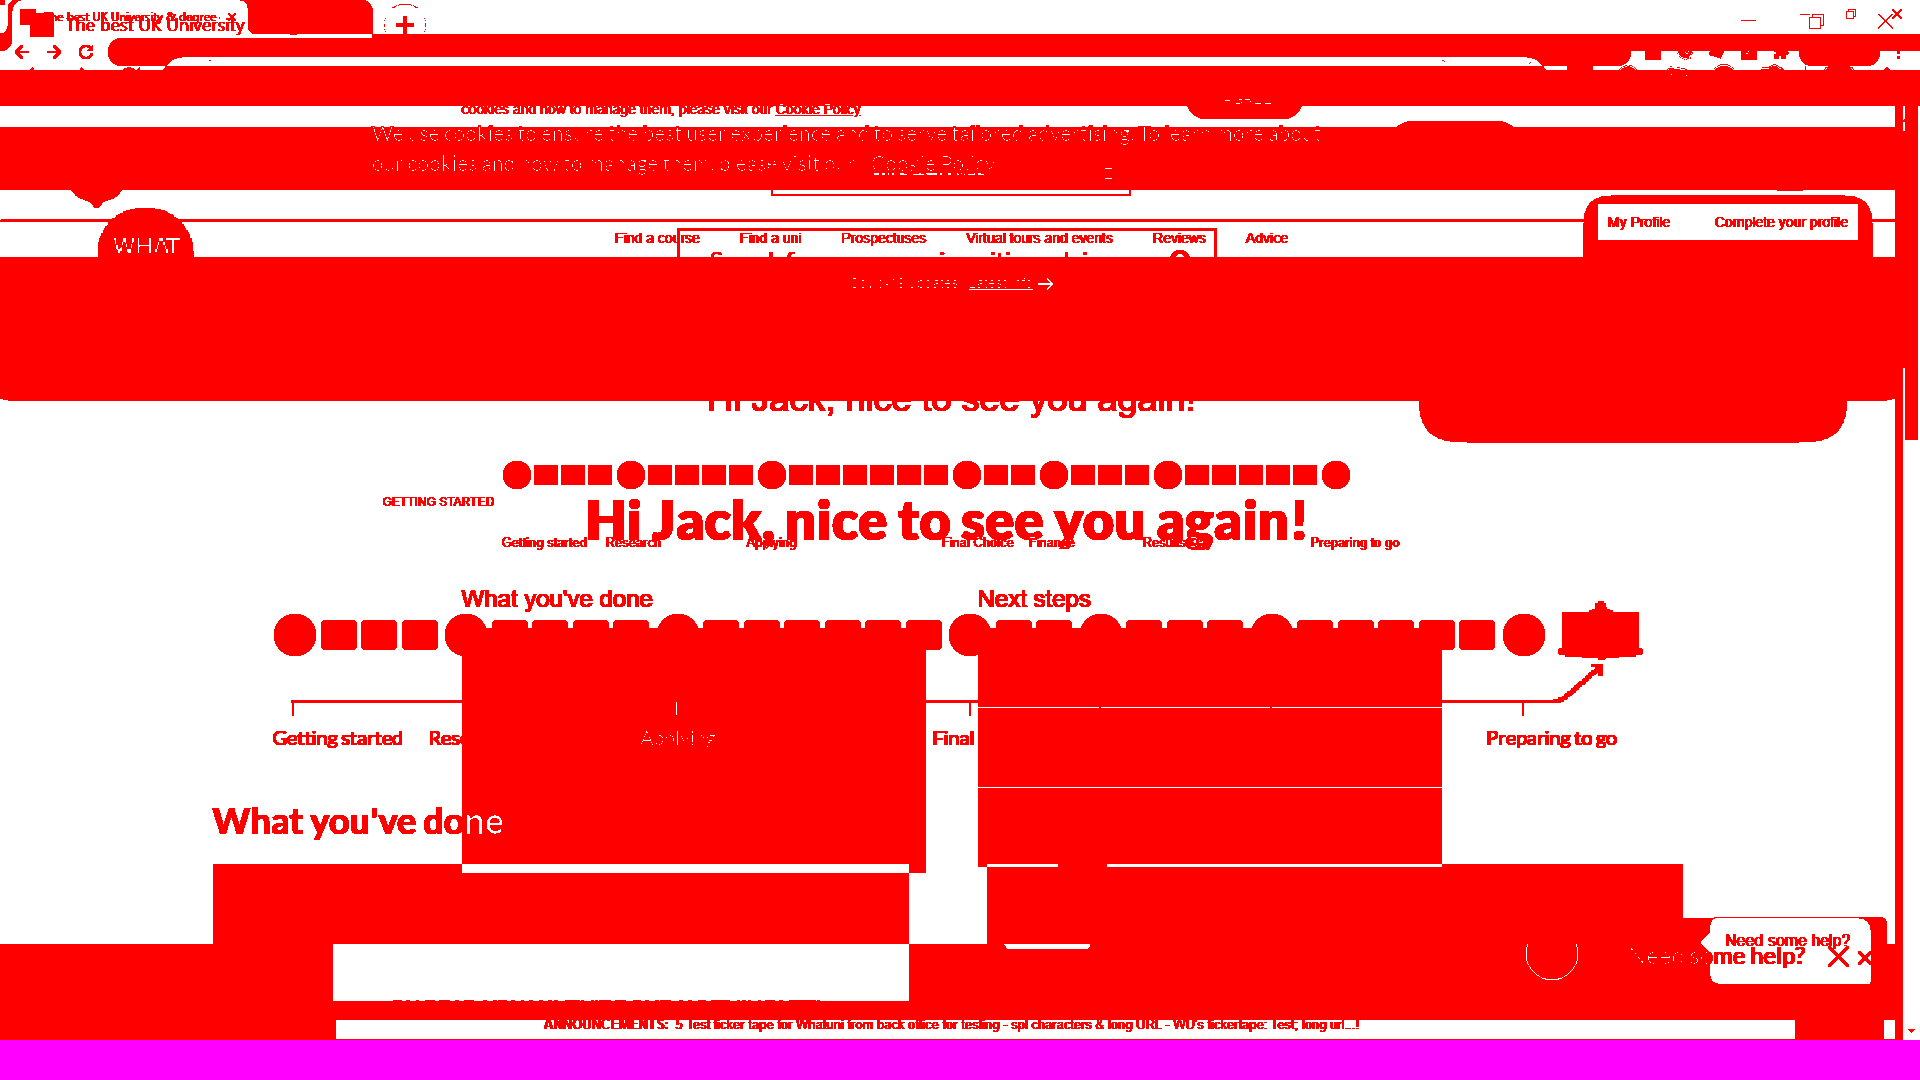 The best UK University & degree
The best UK University
cookies and how to manage them, please visit our Cookie Policy
We use cookies to ensure the best user experience and to serve tailored advertising. To learn more about
our cookies and how to manage them please visit our Cookie Policy
My Profile Complete your profile
WHAT
Find a course Find a uni Prospectuses Virtual tours and events Reviews Advice
Latest info
Hi Jack, nice to see you again!
GETTING STARTED
Hi Jack, nice to see you again!
Getting started Research Applying Final Choice Finance Preparing to go
What you've done Next steps
Getting started Applying Final Preparing to go
What you've done
Need some help?
Need some help?
ANNOUNCEMENTS: 5 Test ticker tape for Whatuni from back office for testing - spl characters & long URL - WU's tickertape: Test; long url...!